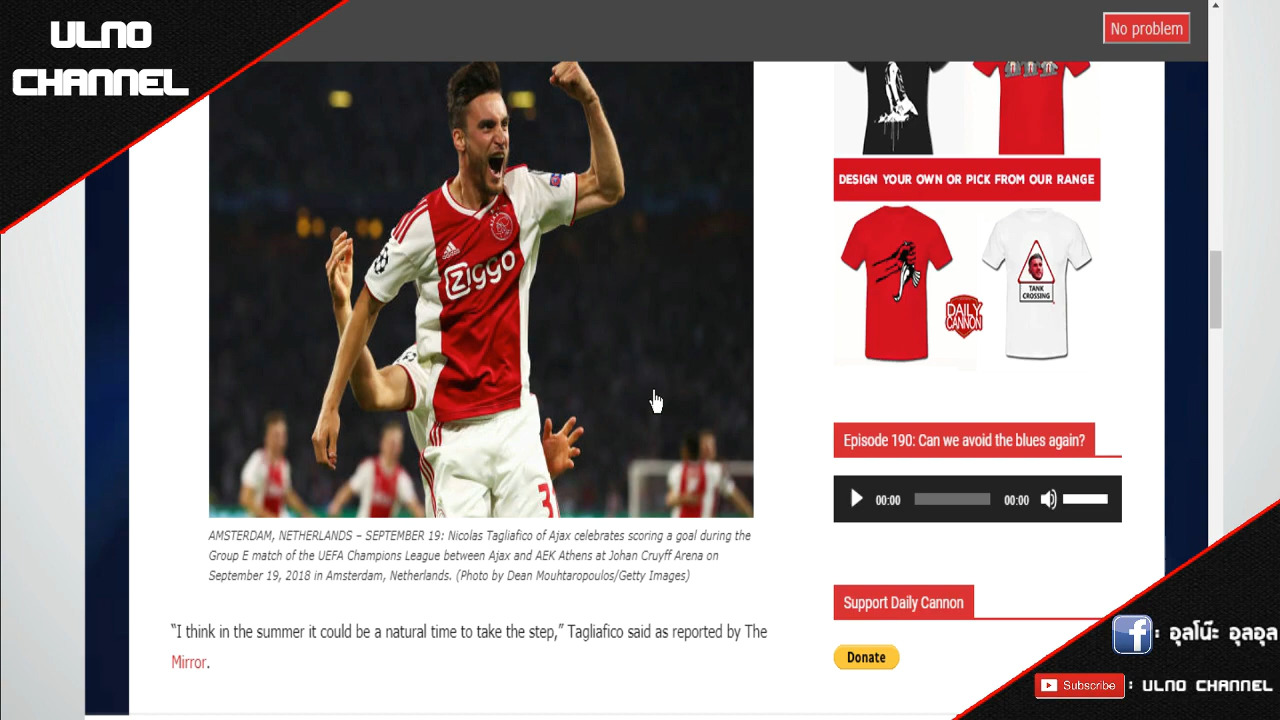 ULNO
CHANNEL
No problem
Ziggo
3
DESIGN YOUR OWN OR PICK FROM OUR RANGE
TANK
CROSSING
DAILY
CANNON
Episode 190: Can we avoid the blues again?
00:00 00:00
AMSTERDAM, NETHERLANDS – SEPTEMBER 19: Nicolas Tagliafico of Ajax celebrates scoring a goal during the
Group E match of the UEFA Champions League between Ajax and AEK Athens at Johan Cruyff Arena on
September 19, 2018 in Amsterdam, Netherlands. (Photo by Dean Mouhtaropoulos/Getty Images)
Support Daily Cannon
“I think in the summer it could be a natural time to take the step,” Tagliafico said as reported by The
Mirror.
Donate
f : อุลโน๊ะ อุลอุล
Subscribe : ULNO CHANNEL